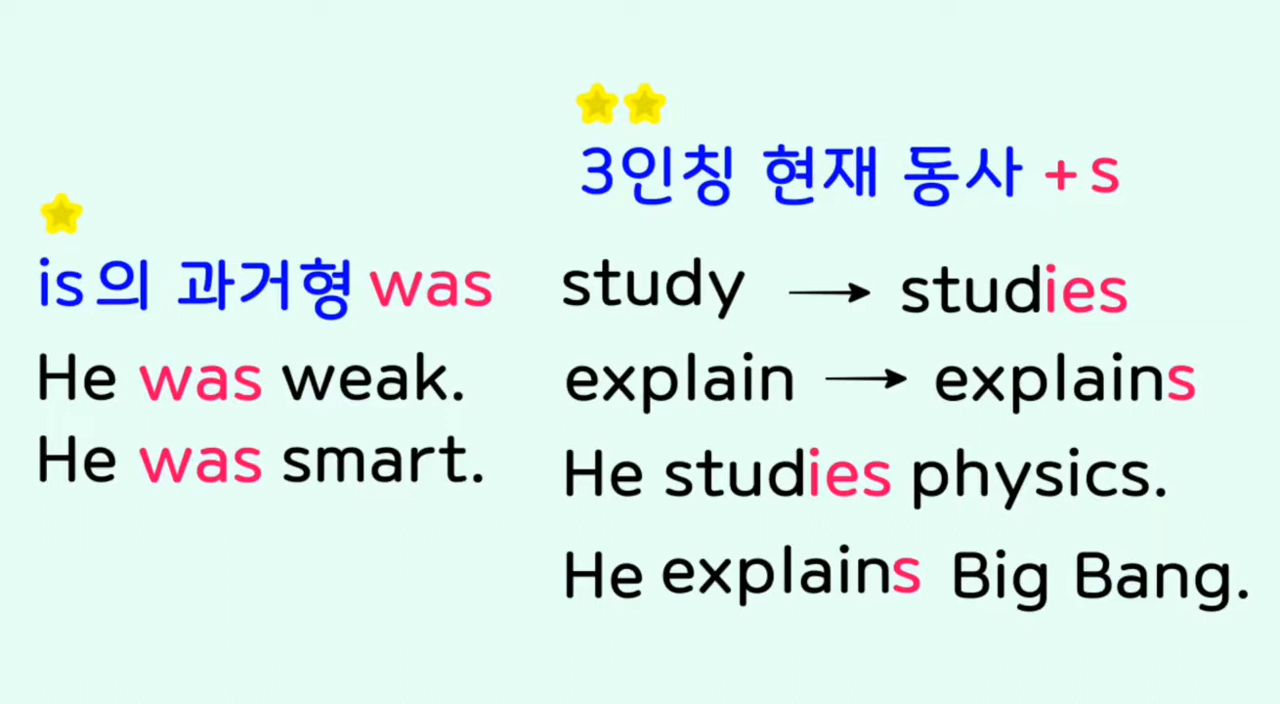 is의 과거형 was
He was weak.
He was smart.
3인칭 현재 동사 + s
study → studies
explain → explains
He studies physics.
He explains Big Bang.